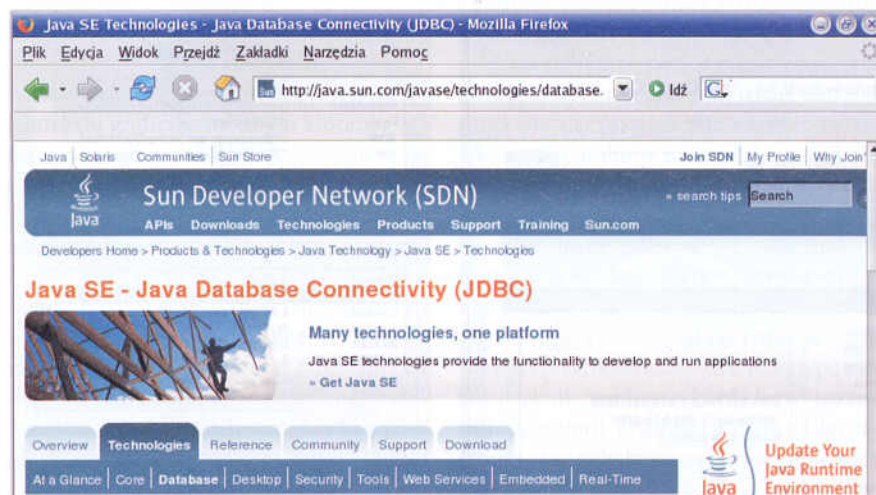 Java SE Technologies - Java Database Connectivity (JDBC) - Mozilla Firefox
Plik Edycja Widok Przejdź Zakładki Narzędzia Pomoc
http://java.sun.com/javase/technologies/database. Idź
Java Solaris Communities Sun Store Join SDN My Profile Why Join
Java
Sun Developer Network (SDN)
» search tips Search
APIs Downloads Technologies Products Support Training Sun.com
Developers Home > Products & Technologies > Java Technology > Java SE > Technologies
Java SE - Java Database Connectivity (JDBC)
Many technologies, one platform
Java SE technologies provide the functionality to develop and run applications
» Get Java SE
Overview Technologies Reference Community Support Download
At a Glance Core Database Desktop Security Tools Web Services Embedded Real-Time
Java
Update Your
Java Runtime
Environment